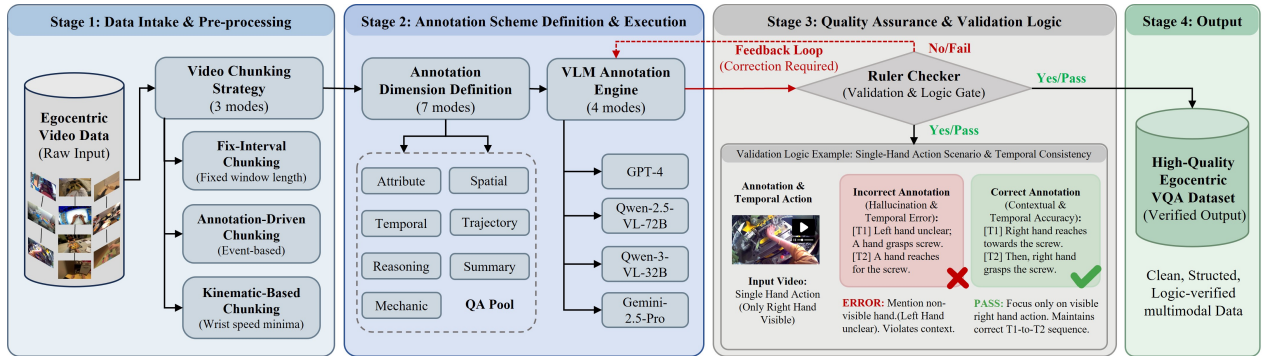 Stage 1: Data Intake & Pre-processing
Egocentric
Video Data
(Raw Input)
Video Chunking
Strategy
(3 modes)
Fix-Interval
Chunking
(Fixed window length)
Annotation-Driven
Chunking
(Event-based)
Kinematic-Based
Chunking
(Wrist speed minima)
Stage 2: Annotation Scheme Definition & Execution
Annotation
Dimension Definition
(7 modes)
Attribute
Spatial
Temporal
Trajectory
Reasoning
Summary
Mechanic
QA Pool
VLM Annotation
Engine
(4 modes)
GPT-4
Qwen-2.5-
VL-72B
Qwen-3-
VL-32B
Gemini-
2.5-Pro
Stage 3: Quality Assurance & Validation Logic
Feedback Loop
(Correction Required)
No/Fail
Ruler Checker
(Validation & Logic Gate)
Yes/Pass
Yes/Pass
Validation Logic Example: Single-Hand Action Scenario & Temporal Consistency
Annotation &
Temporal Action
Input Video:
Single Hand Action
(Only Right Hand
Visible)
Incorrect Annotation
(Hallucination &
Temporal Error):
[T1] Left hand unclear;
A hand grasps screw.
[T2] A hand reaches
for the screw.
ERROR: Mention non-
visible hand.(Left Hand
unclear). Violates context.
Correct Annotation
(Contextual &
Temporal Accuracy):
[T1] Right hand reaches
towards the screw.
[T2] Then, right hand
grasps the screw.
PASS: Focus only on visible
right hand action. Maintains
correct T1-to-T2 sequence.
Stage 4: Output
High-Quality
Egocentric
VQA Dataset
(Verified Output)
Clean, Structed,
Logic-verified
multimodal Data